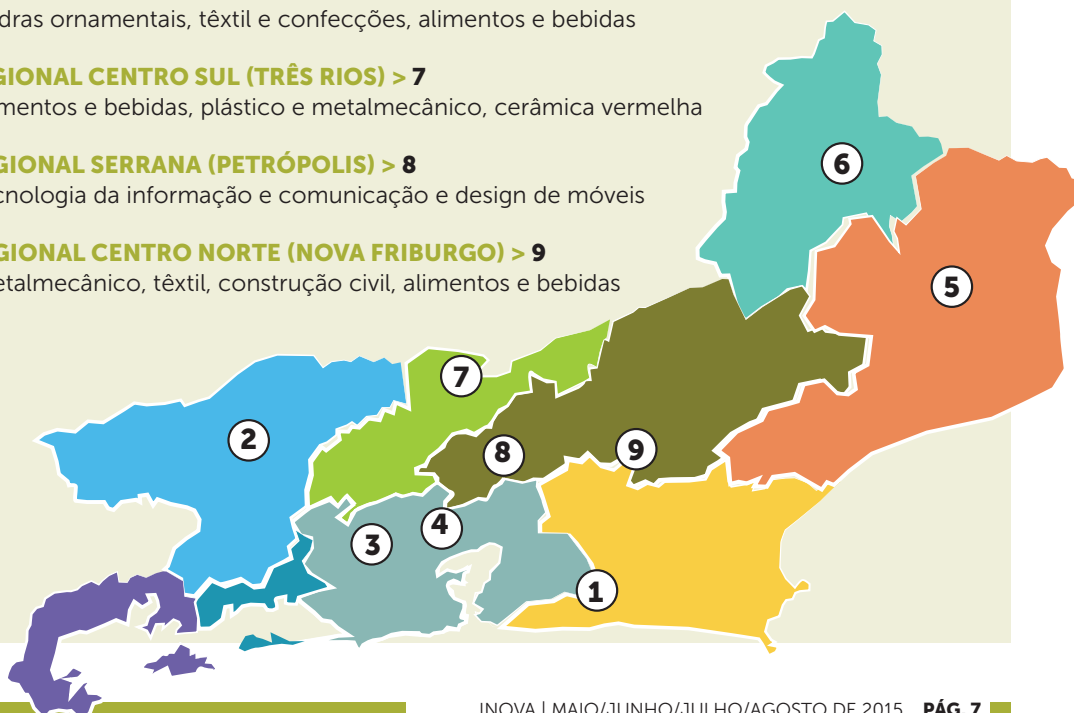 dras ornamentais, têxtil e confecções, alimentos e bebidas
GIONAL CENTRO SUL (TRÊS RIOS) > 7
mentos e bebidas, plástico e metalmecânico, cerâmica vermelha
GIONAL SERRANA (PETRÓPOLIS) > 8
cnologia da informação e comunicação e design de móveis
GIONAL CENTRO NORTE (NOVA FRIBURGO) > 9
etalmecânico, têxtil, construção civil, alimentos e bebidas
6
5
7
2
8
9
4
3
1
INOVA | MAIO/JUNHO/JULHO/AGOSTO DE 2015 PÁG. 7